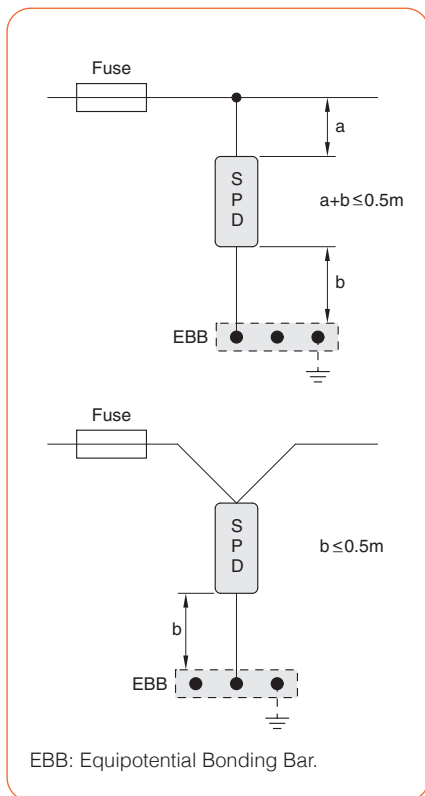 Fuse
a
S
P
D
a+b≤0.5m
b
EBB
Fuse
S
P
D
b≤0.5m
b
EBB
EBB: Equipotential Bonding Bar.